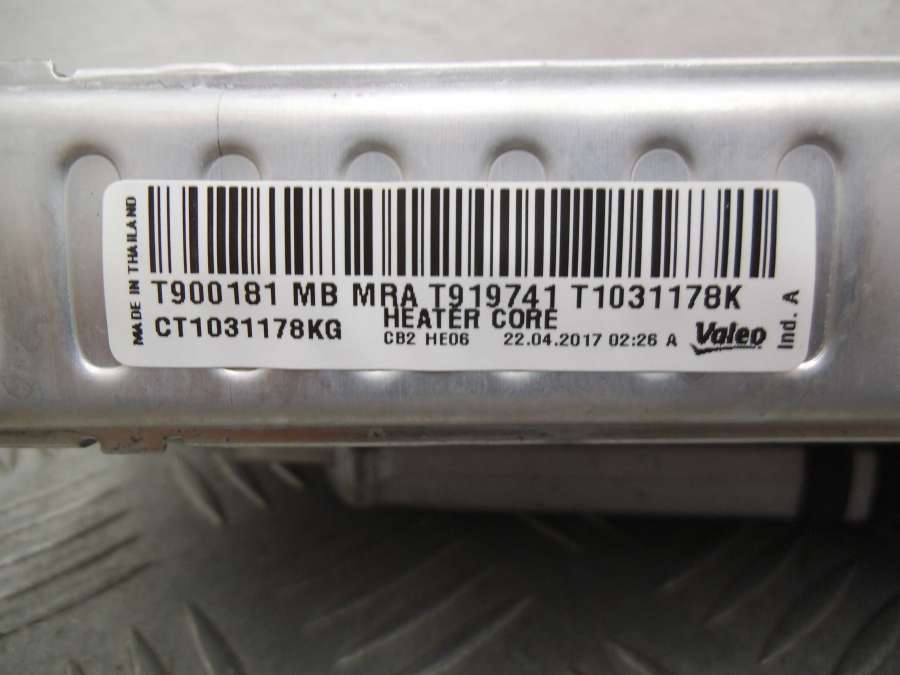 MADE IN THAILAND
T900181 MB MRA T919741 T1031178K
HEATER CORE
CT1031178KG
CB2 HE06 22.04.2017 02:26 A Valeo
Ind. A